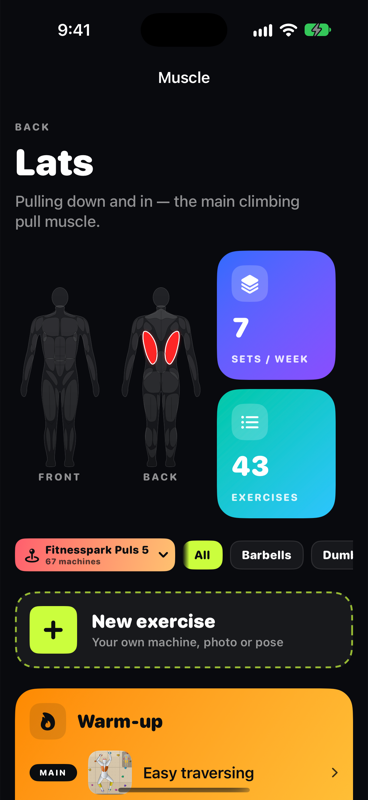 9:41
Muscle
BACK
Lats
Pulling down and in — the main climbing
pull muscle.
7
SETS / WEEK
43
EXERCISES
FRONT
BACK
Fitnesspark Puls 5
67 machines
All
Barbells
New exercise
Your own machine, photo or pose
Warm-up
MAIN
Easy traversing